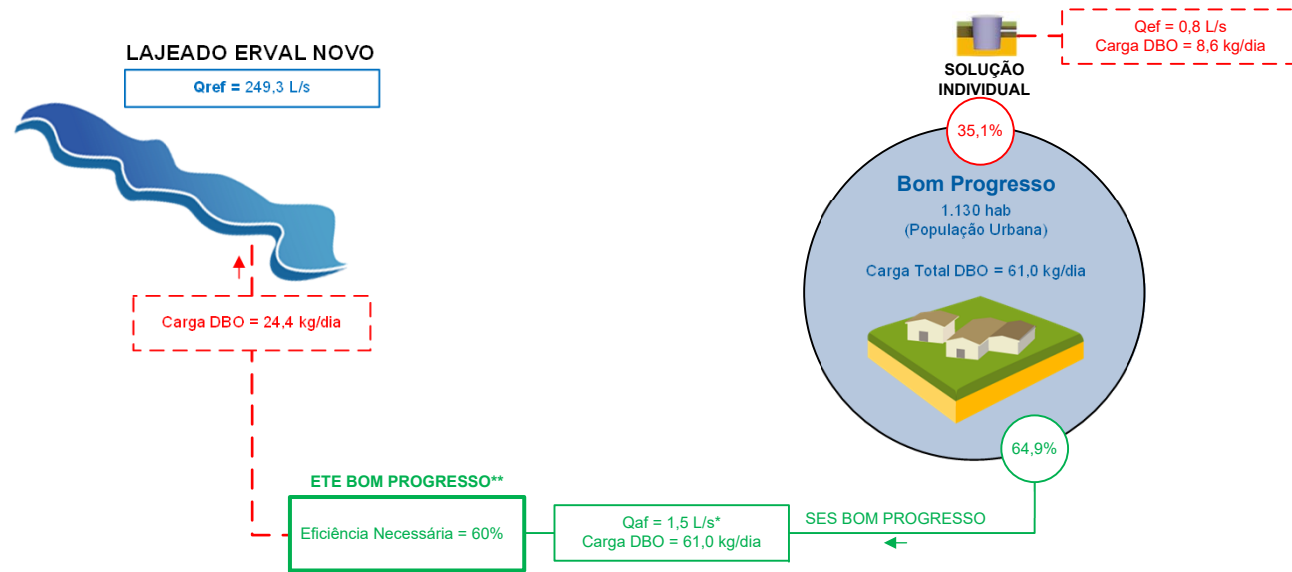 LAJEADO ERVAL NOVO
Qref = 249,3 L/s
Qef = 0,8 L/s
Carga DBO = 8,6 kg/dia
SOLUÇÃO
INDIVIDUAL
35,1%
Bom Progresso
1.130 hab
(População Urbana)
Carga Total DBO = 61,0 kg/dia
Carga DBO = 24,4 kg/dia
64,9%
ETE BOM PROGRESSO**
Eficiência Necessária = 60%
Qaf = 1,5 L/s*
Carga DBO = 61,0 kg/dia
SES BOM PROGRESSO